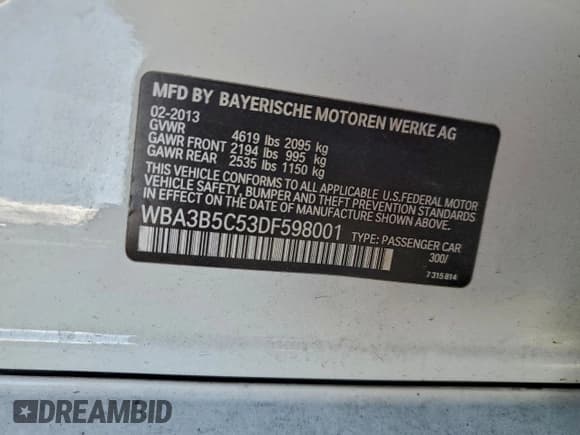 MFD BY BAYERISCHE MOTOREN WERKE AG
02-2013
GVWR 4619 lbs 2095 kg
GAWR FRONT 2194 lbs 995 kg
GAWR REAR 2535 lbs 1150 kg
THIS VEHICLE CONFORMS TO ALL APPLICABLE U.S.FEDERAL MOTOR
VEHICLE SAFETY, BUMPER AND THEFT PREVENTION STANDARDS
IN EFFECT ON THE DATE OF MANUFACTURE SHOWN ABOVE.
WBA3B5C53DF598001 TYPE: PASSENGER CAR
300/
7 315 814
DREAMBID